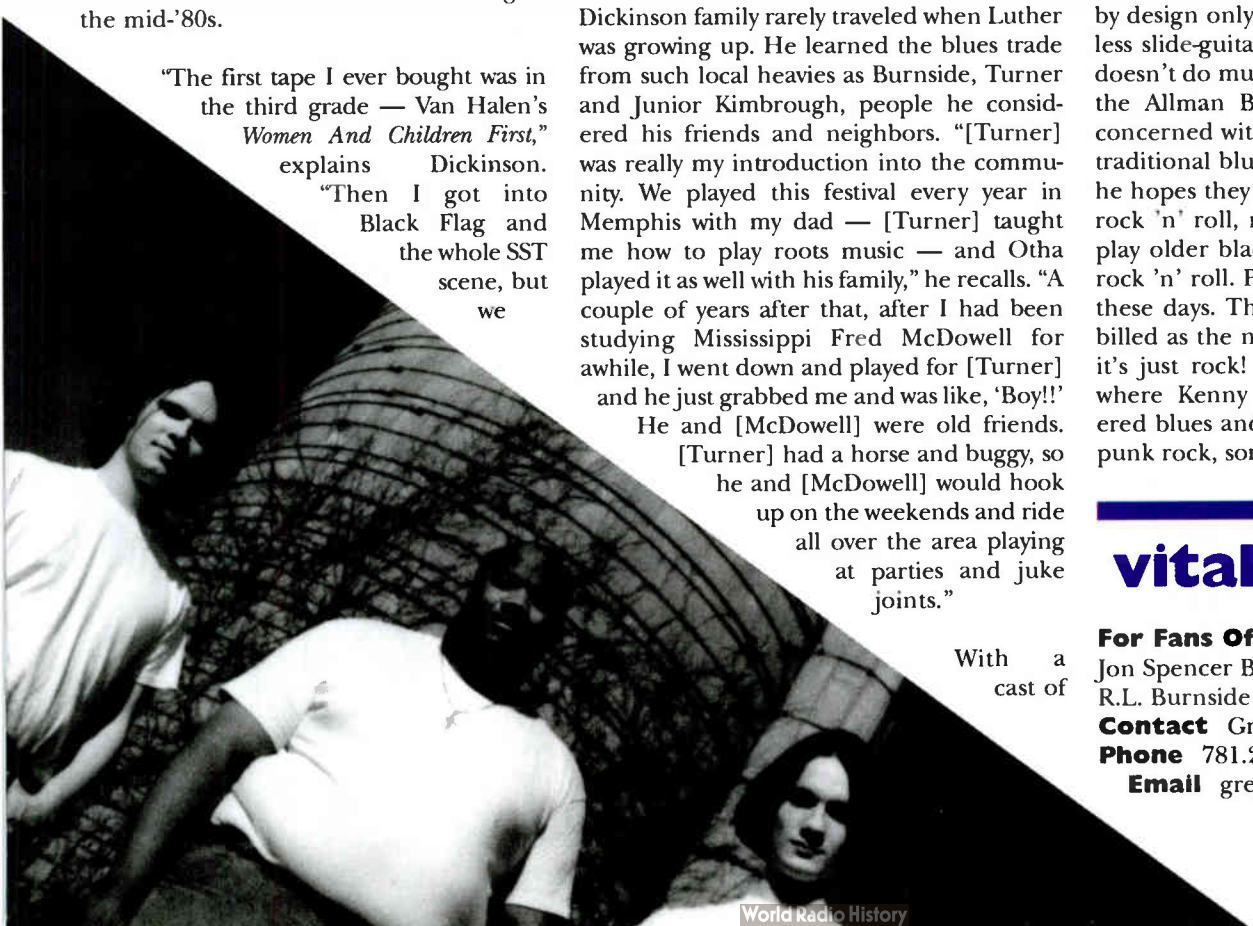 the mid-'80s.
"The first tape I ever bought was in
the third grade — Van Halen's
Women And Children First,"
explains Dickinson.
"Then I got into
Black Flag and
the whole SST
scene, but
we
Dickinson family rarely traveled when Luther
was growing up. He learned the blues trade
from such local heavies as Burnside, Turner
and Junior Kimbrough, people he consid-
ered his friends and neighbors. "[Turner]
was really my introduction into the commu-
nity. We played this festival every year in
Memphis with my dad — [Turner] taught
me how to play roots music — and Otha
played it as well with his family," he recalls. "A
couple of years after that, after I had been
studying Mississippi Fred McDowell for
awhile, I went down and played for [Turner]
and he just grabbed me and was like, 'Boy!!'
He and [McDowell] were old friends.
[Turner] had a horse and buggy, so
he and [McDowell] would hook
up on the weekends and ride
all over the area playing
at parties and juke
joints."
With a
cast of
by design only
less slide-guita
doesn't do mu
the Allman B
concerned wit
traditional blu
he hopes they
rock 'n' roll, 
play older bla
rock 'n' roll. P
these days. Th
billed as the n
it's just rock!
where Kenny
ered blues and
punk rock, sor
vital
For Fans Of
Jon Spencer B
R.L. Burnside
Contact Gr
Phone 781.2
Email gre
World Radio History